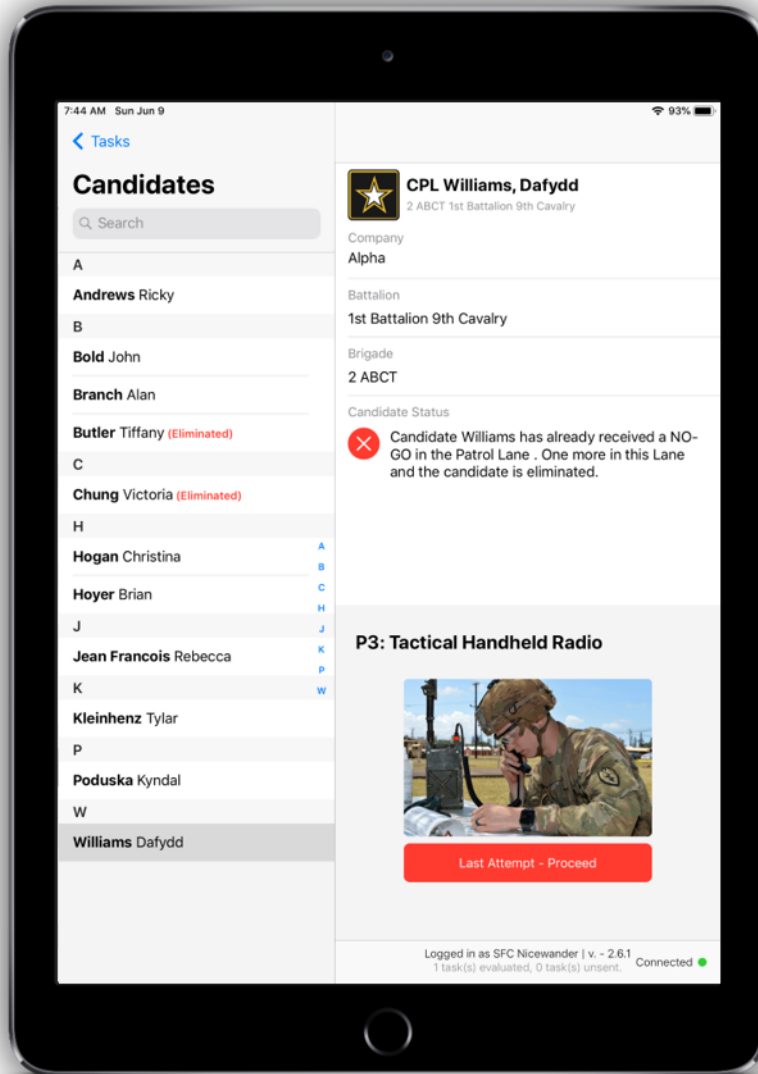 7:44 AM Sun Jun 9
93%
Tasks
Candidates
Search
A
Andrews Ricky
B
Bold John
Branch Alan
Butler Tiffany (Eliminated)
C
Chung Victoria (Eliminated)
H
Hogan Christina
Hoyer Brian
J
Jean Francois Rebecca
K
Kleinhenz Tylar
P
Poduska Kyndal
W
Williams Dafydd
A
B
C
H
J
K
P
W
CPL Williams, Dafydd
2 ABCT 1st Battalion 9th Cavalry
Company
Alpha
Battalion
1st Battalion 9th Cavalry
Brigade
2 ABCT
Candidate Status
Candidate Williams has already received a NO-
GO in the Patrol Lane . One more in this Lane
and the candidate is eliminated.
P3: Tactical Handheld Radio
Last Attempt - Proceed
Logged in as SFC Nicewander | v. - 2.6.1
1 task(s) evaluated, 0 task(s) unsent.
Connected